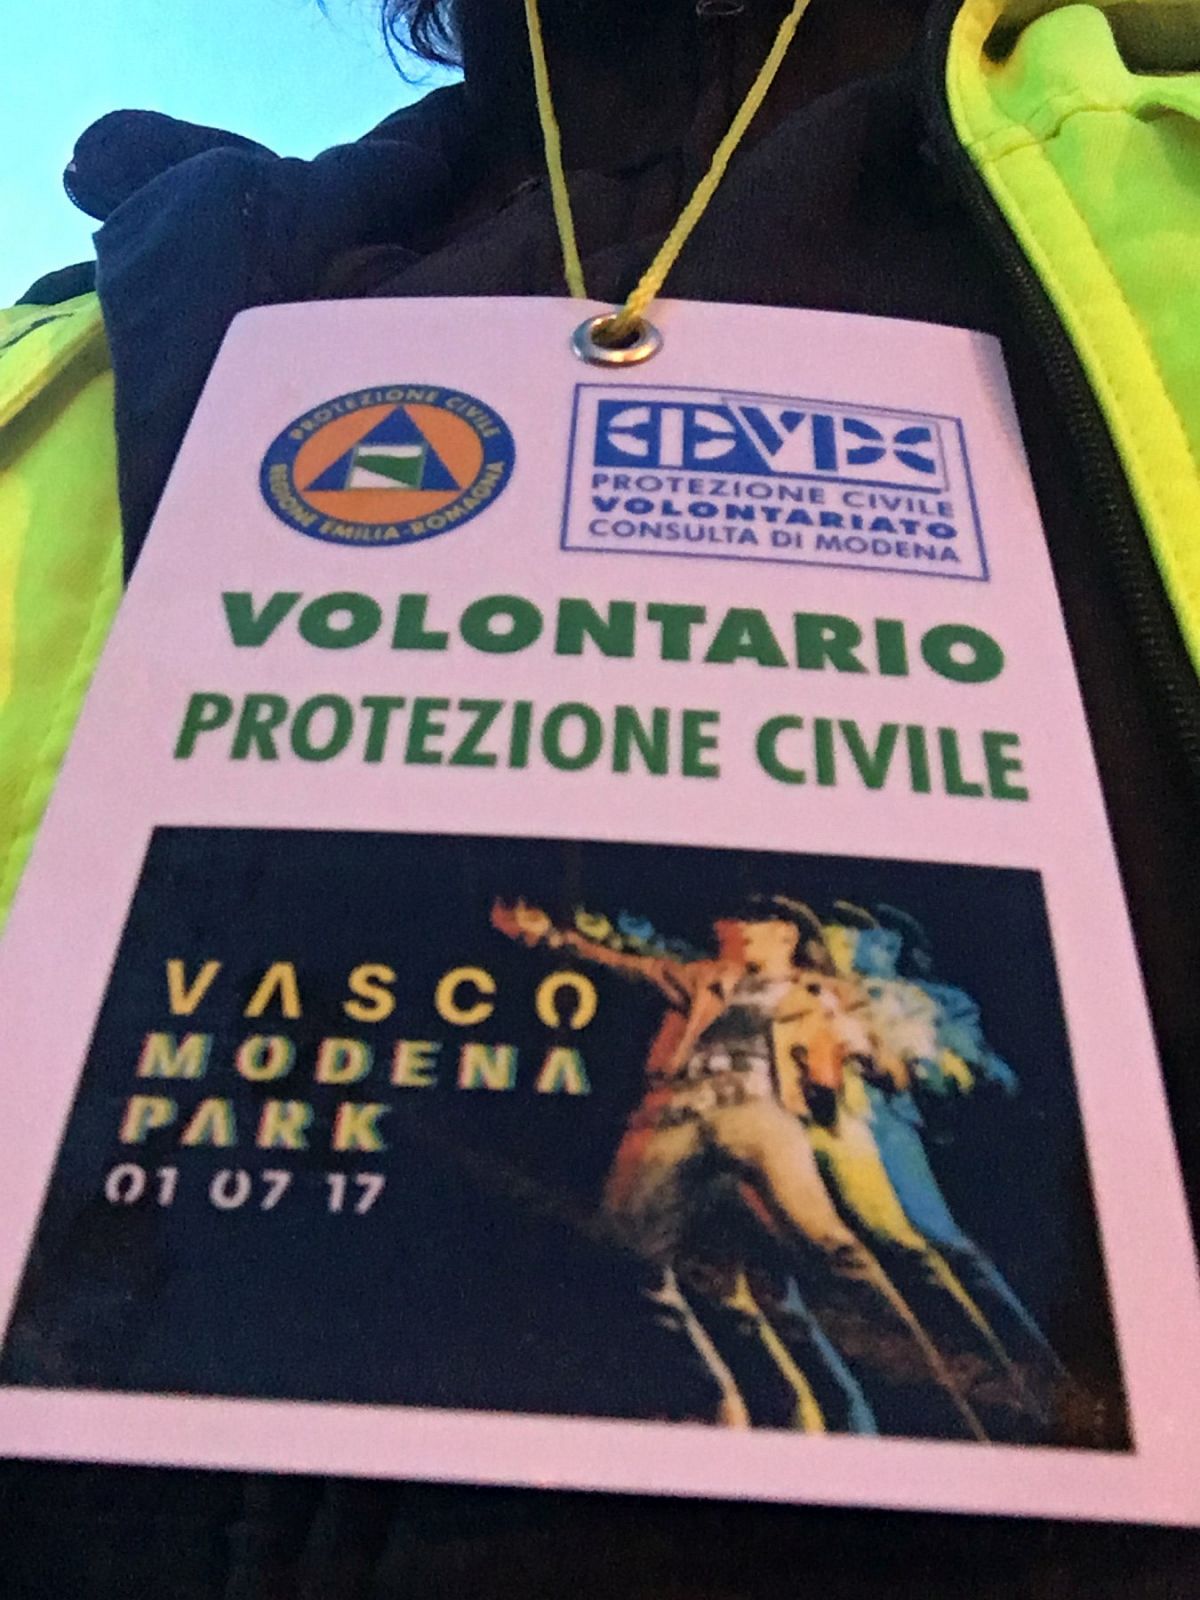 PROTEZIONE CIVILE
REGIONE EMILIA-ROMAGNA
PROTEZIONE CIVILE
VOLONTARIATO
CONSULTA DI MODENA
VOLONTARIO
PROTEZIONE CIVILE
VASCO
MODENA
PARK
01 07 17